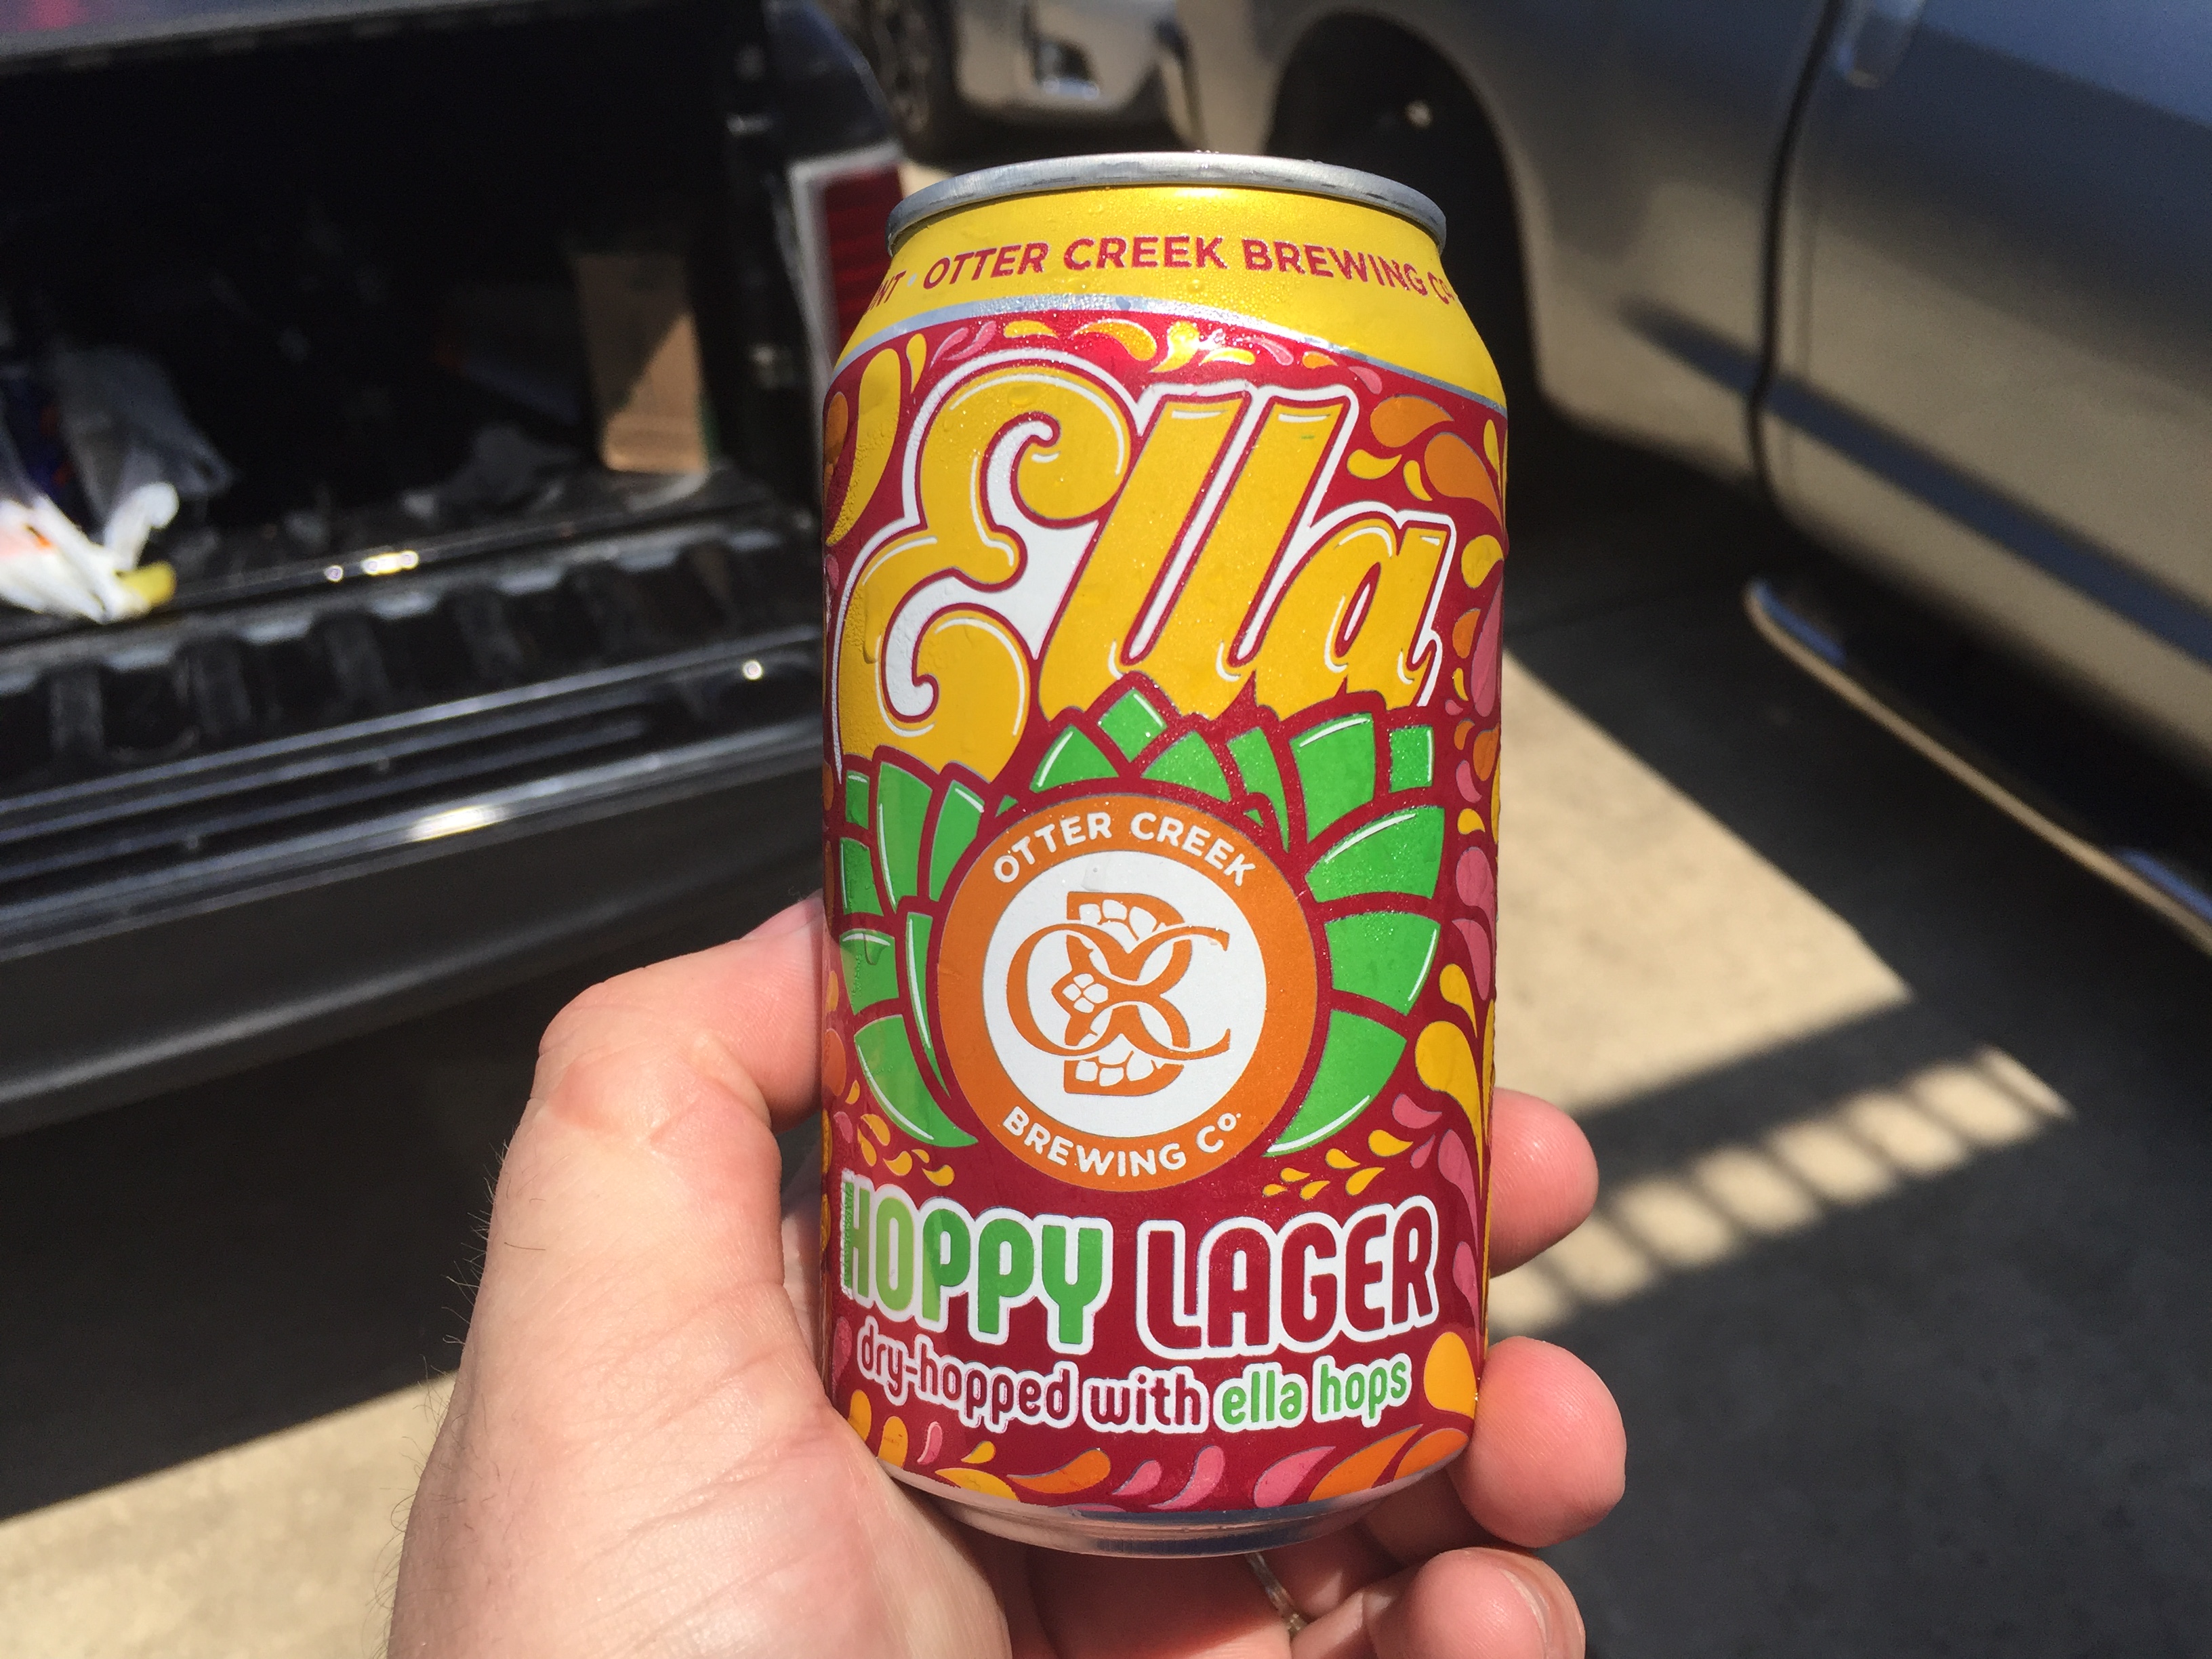 OTTER CREEK BREWING Co
Ella
OTTER CREEK
BREWING Co.
HOPPY LAGER
dry-hopped with ella hops